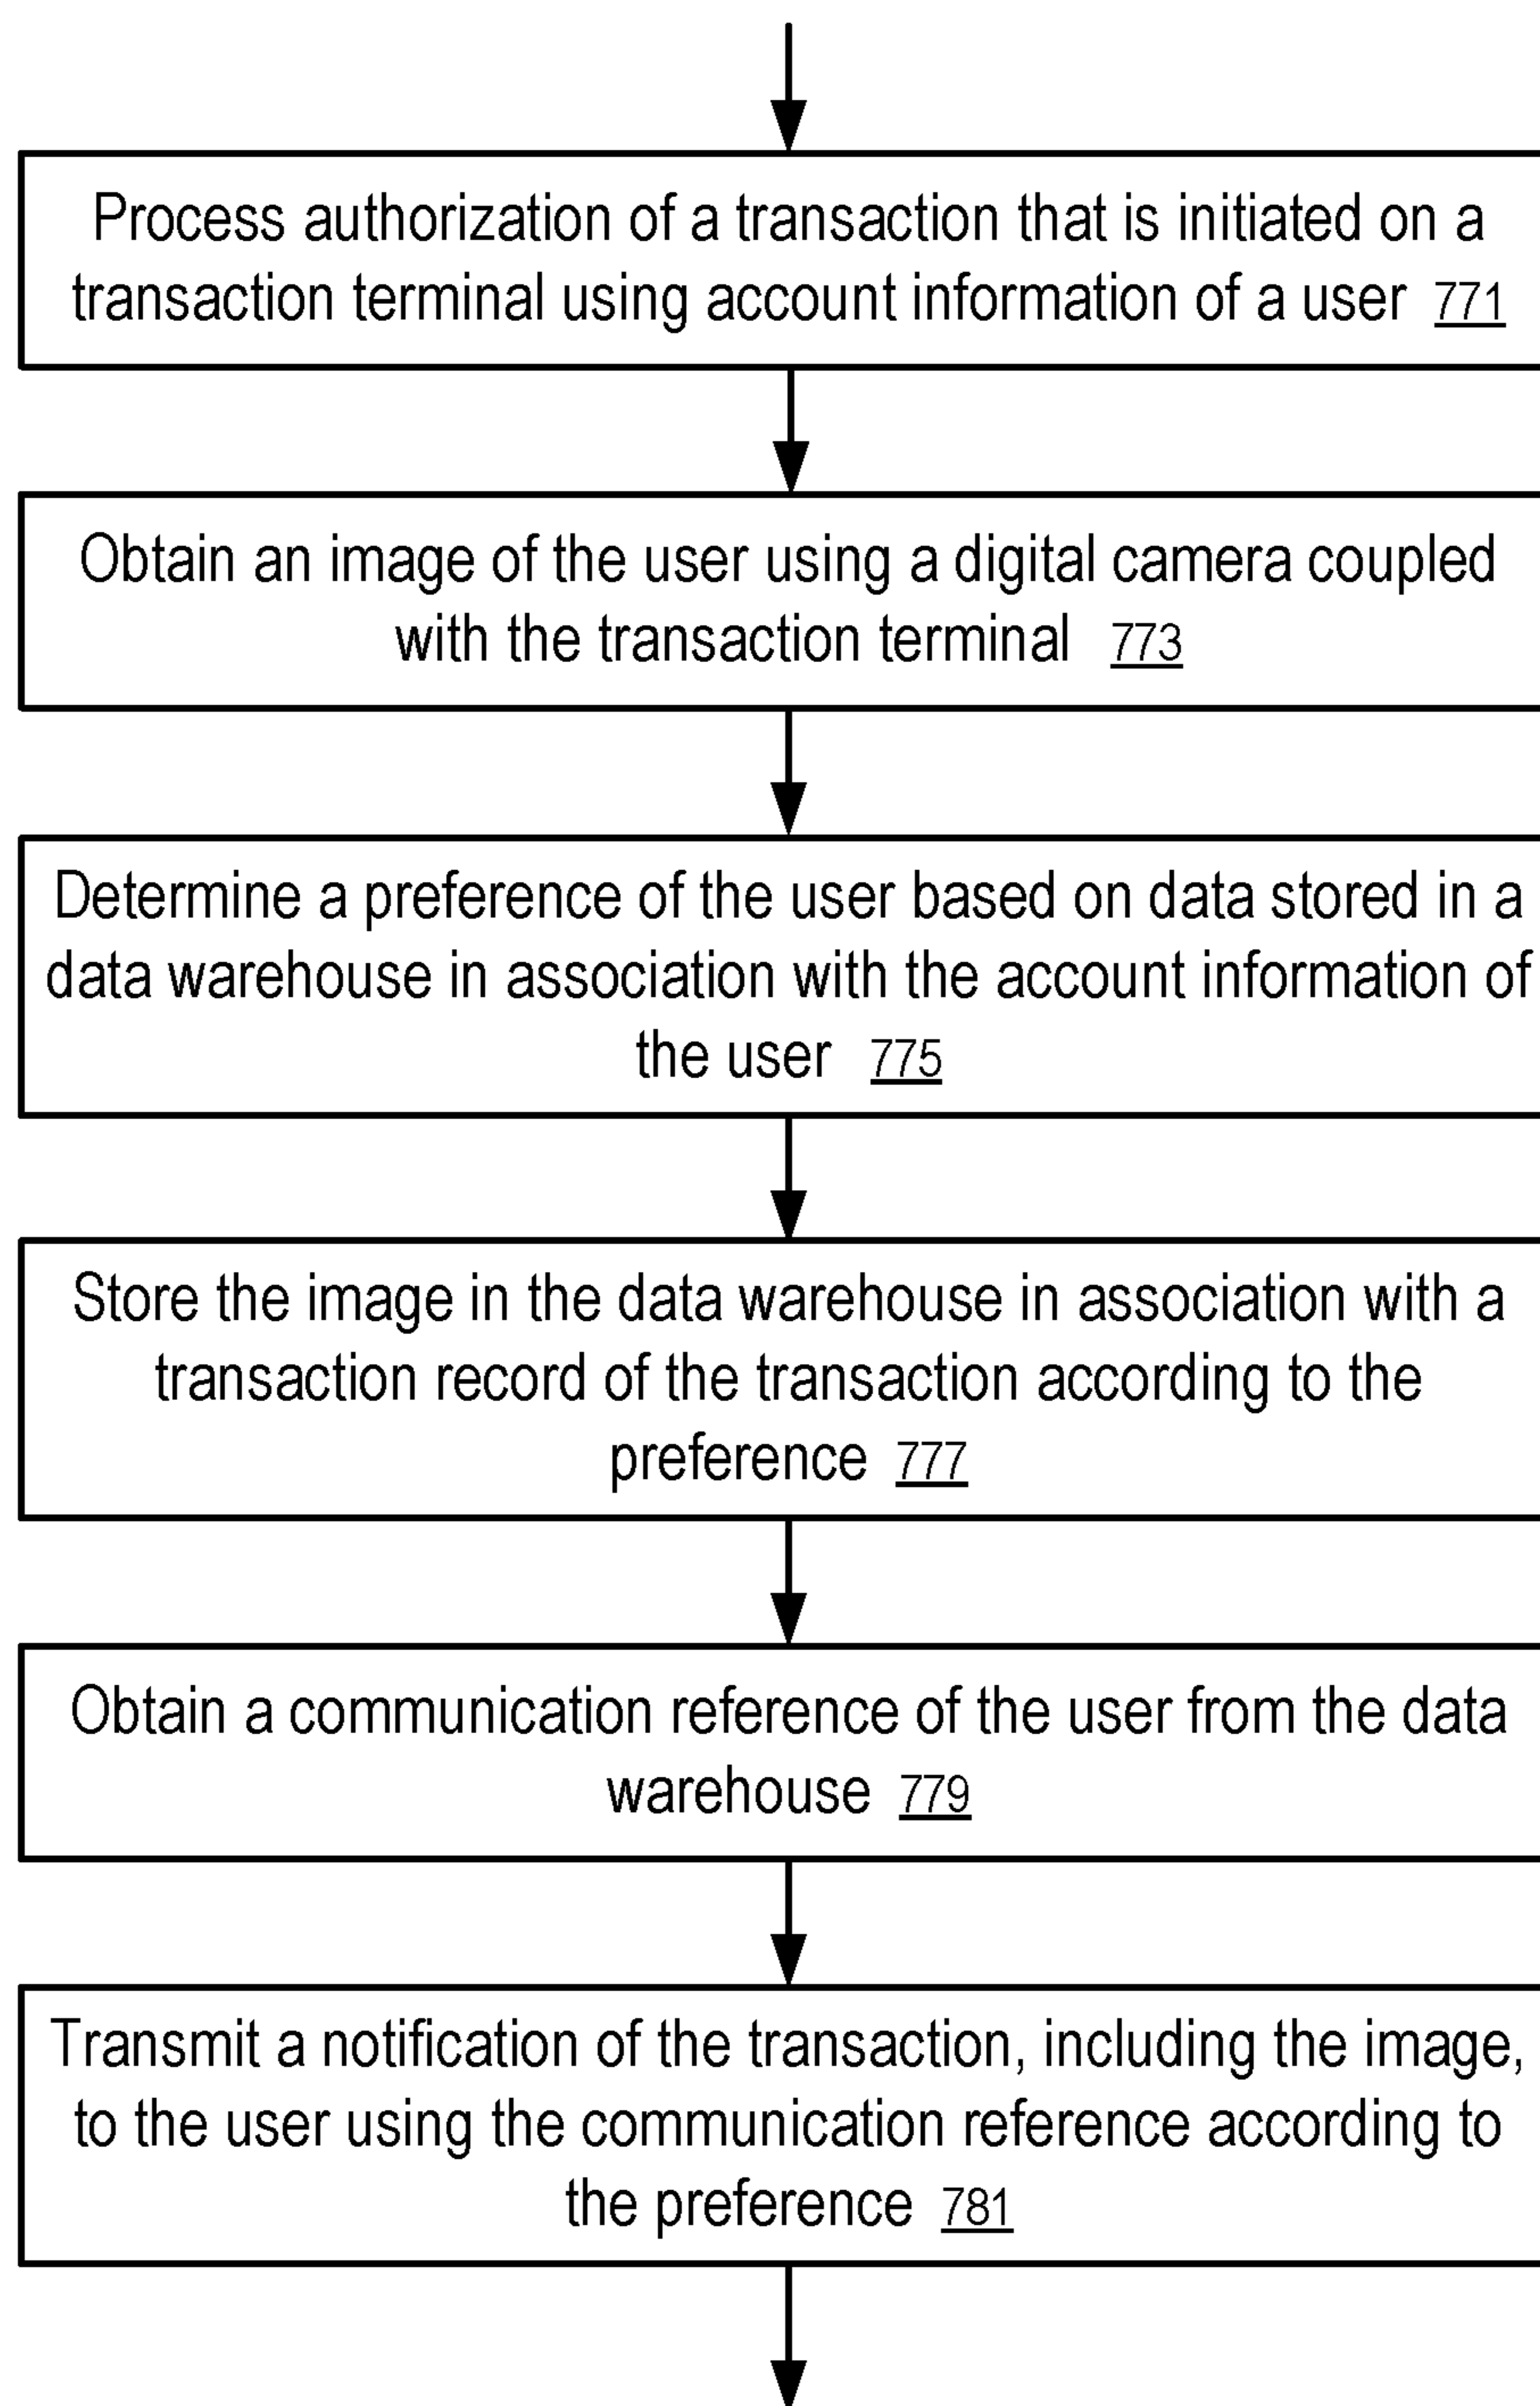 Process authorization of a transaction that is initiated on a
transaction terminal using account information of a user 771
Obtain an image of the user using a digital camera coupled
with the transaction terminal 773
Determine a preference of the user based on data stored in a
data warehouse in association with the account information of
the user 775
Store the image in the data warehouse in association with a
transaction record of the transaction according to the
preference 777
Obtain a communication reference of the user from the data
warehouse 779
Transmit a notification of the transaction, including the image,
to the user using the communication reference according to
the preference 781